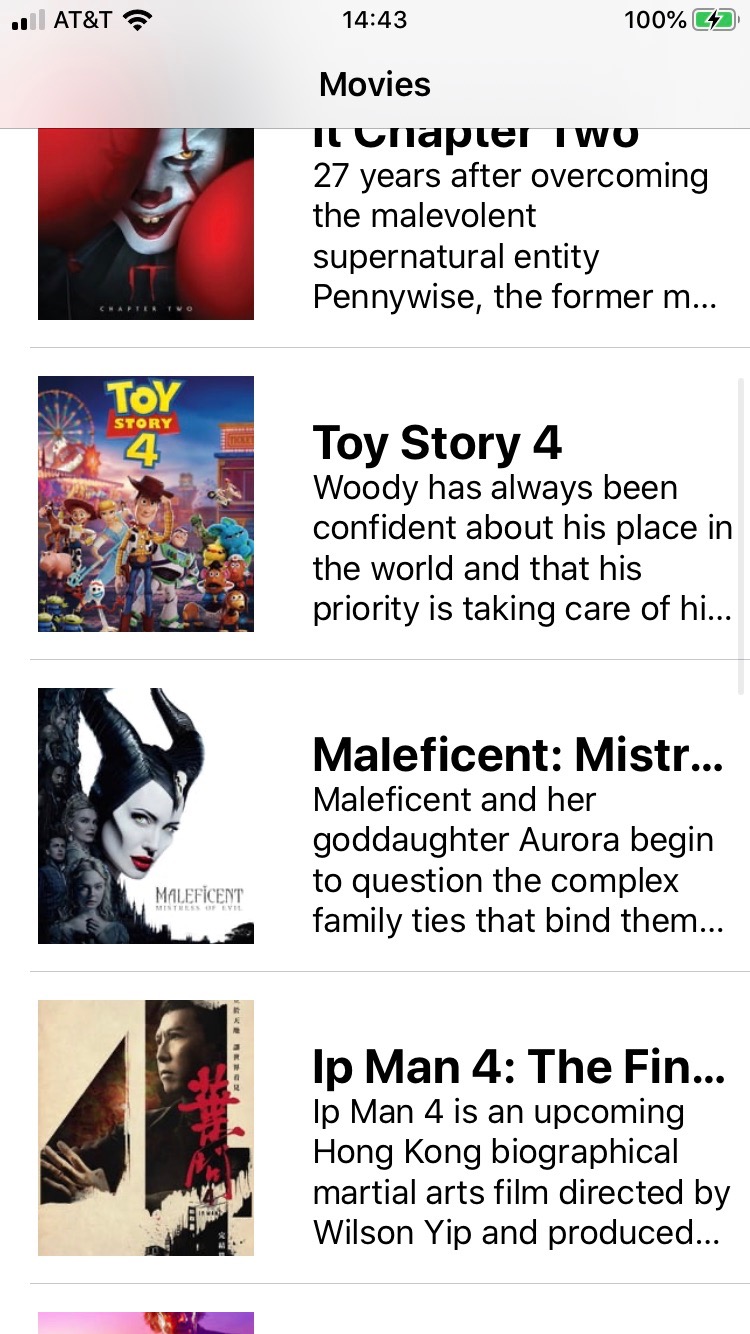 AT&T 14:43 100%
Movies
It Chapter Two
27 years after overcoming
the malevolent
supernatural entity
Pennywise, the former m...
IT
CHAPTER TWO
Toy Story 4
Woody has always been
confident about his place in
the world and that his
priority is taking care of hi...
TOY
STORY
4
Maleficent: Mistr...
Maleficent and her
goddaughter Aurora begin
to question the complex
family ties that bind them...
MALEFICENT
MISTRESS OF EVIL
Ip Man 4: The Fin...
Ip Man 4 is an upcoming
Hong Kong biographical
martial arts film directed by
Wilson Yip and produced...
4
葉問
IP MAN